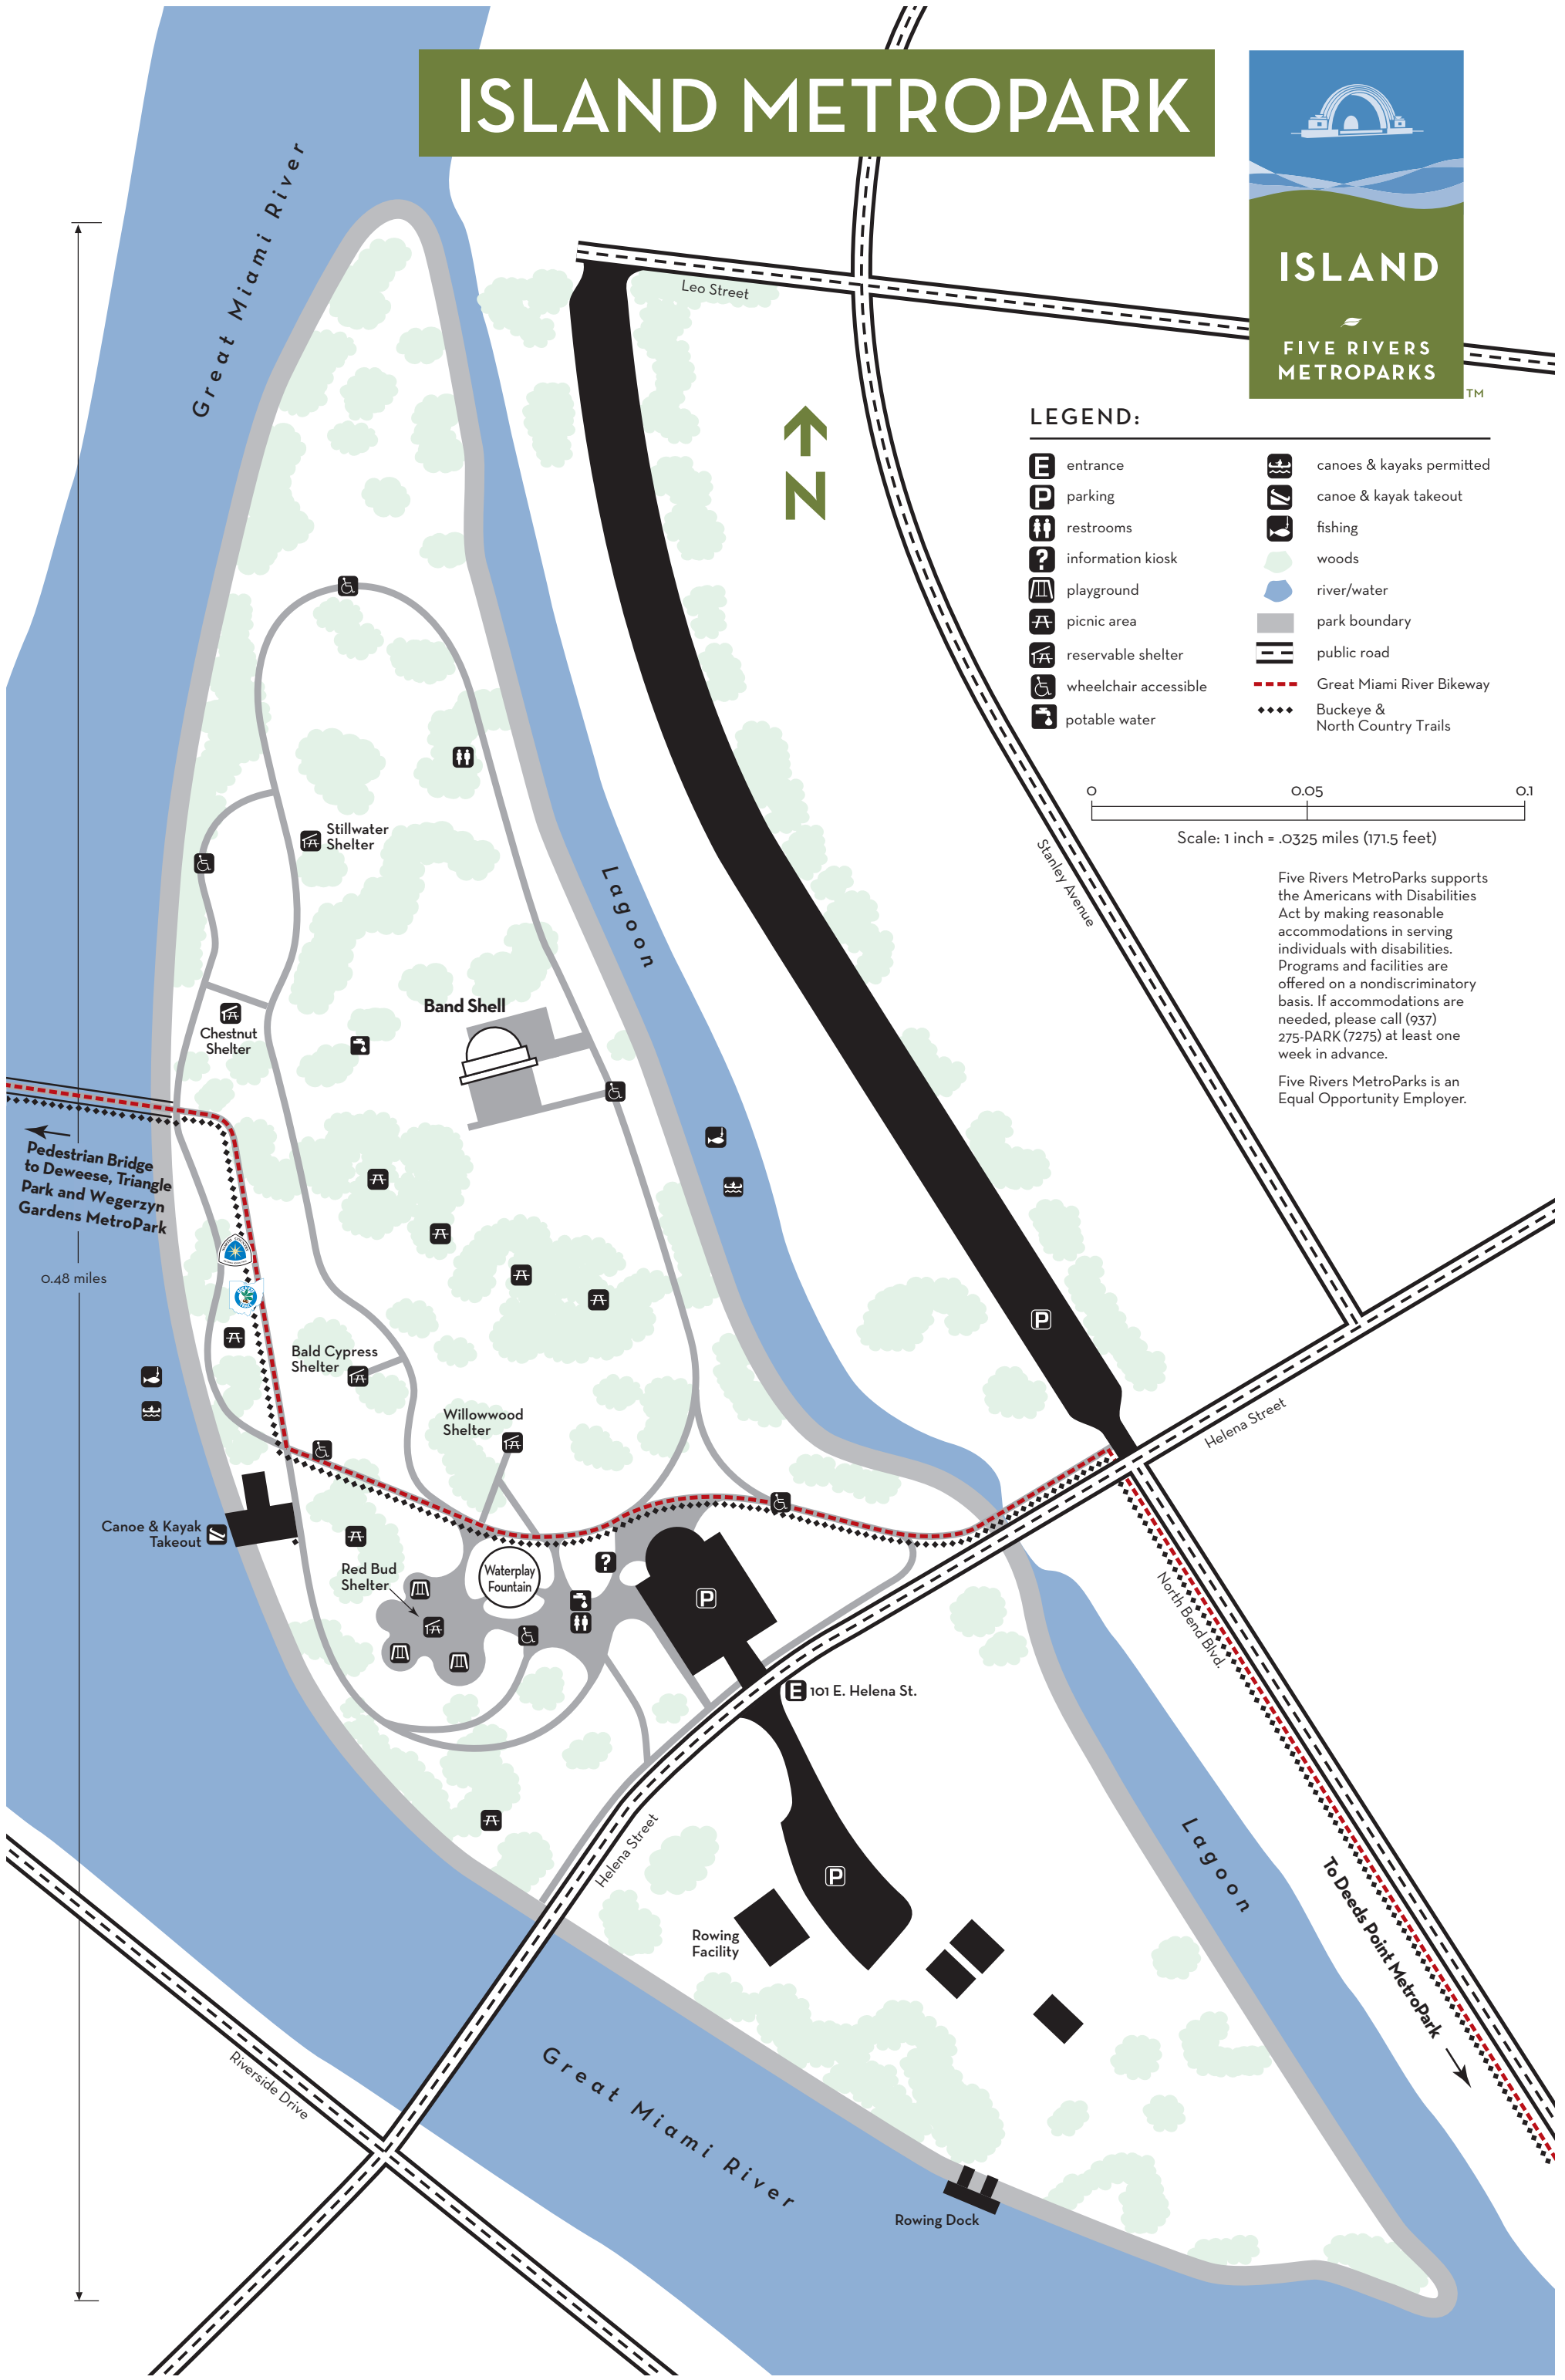 ISLAND METROPARK
ISLAND
FIVE RIVERS
METROPARKS
TM
Great Miami River
Leo Street
N
LEGEND:
E entrance
P parking
restrooms
? information kiosk
playground
picnic area
reservable shelter
wheelchair accessible
potable water
canoes & kayaks permitted
canoe & kayak takeout
fishing
woods
river/water
park boundary
public road
Great Miami River Bikeway
Buckeye &
North Country Trails
0 0.05 0.1
Scale: 1 inch = .0325 miles (171.5 feet)
Stanley Avenue
Five Rivers MetroParks supports
the Americans with Disabilities
Act by making reasonable
accommodations in serving
individuals with disabilities.
Programs and facilities are
offered on a nondiscriminatory
basis. If accommodations are
needed, please call (937)
275-PARK (7275) at least one
week in advance.
Five Rivers MetroParks is an
Equal Opportunity Employer.
Stillwater
Shelter
Lagoon
Band Shell
Chestnut
Shelter
Pedestrian Bridge
to Deweese, Triangle
Park and Wegerzyn
Gardens MetroPark
0.48 miles
P
Bald Cypress
Shelter
Willowwood
Shelter
Helena Street
Canoe & Kayak
Takeout
Red Bud
Shelter
Waterplay
Fountain
?
P
North Bend Blvd.
E 101 E. Helena St.
Helena Street
P
Rowing
Facility
Lagoon
To Deeds Point MetroPark
Riverside Drive
Great Miami River
Rowing Dock